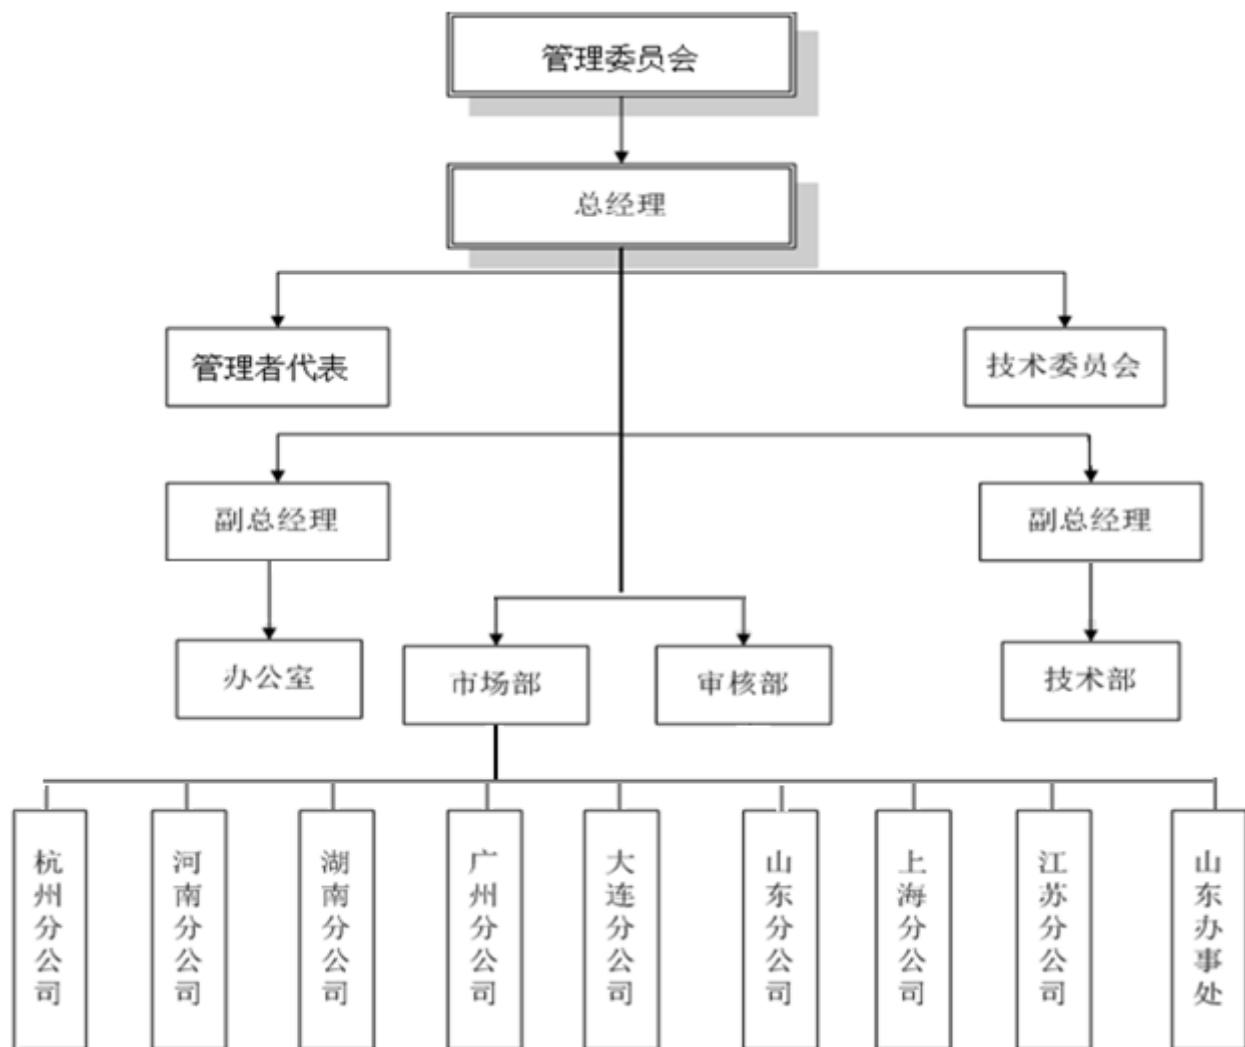 管理委员会
总经理
管理者代表
技术委员会
副总经理
副总经理
办公室
市场部
审核部
技术部
杭州分公司
河南分公司
湖南分公司
广州分公司
大连分公司
山东分公司
上海分公司
江苏分公司
山东办事处